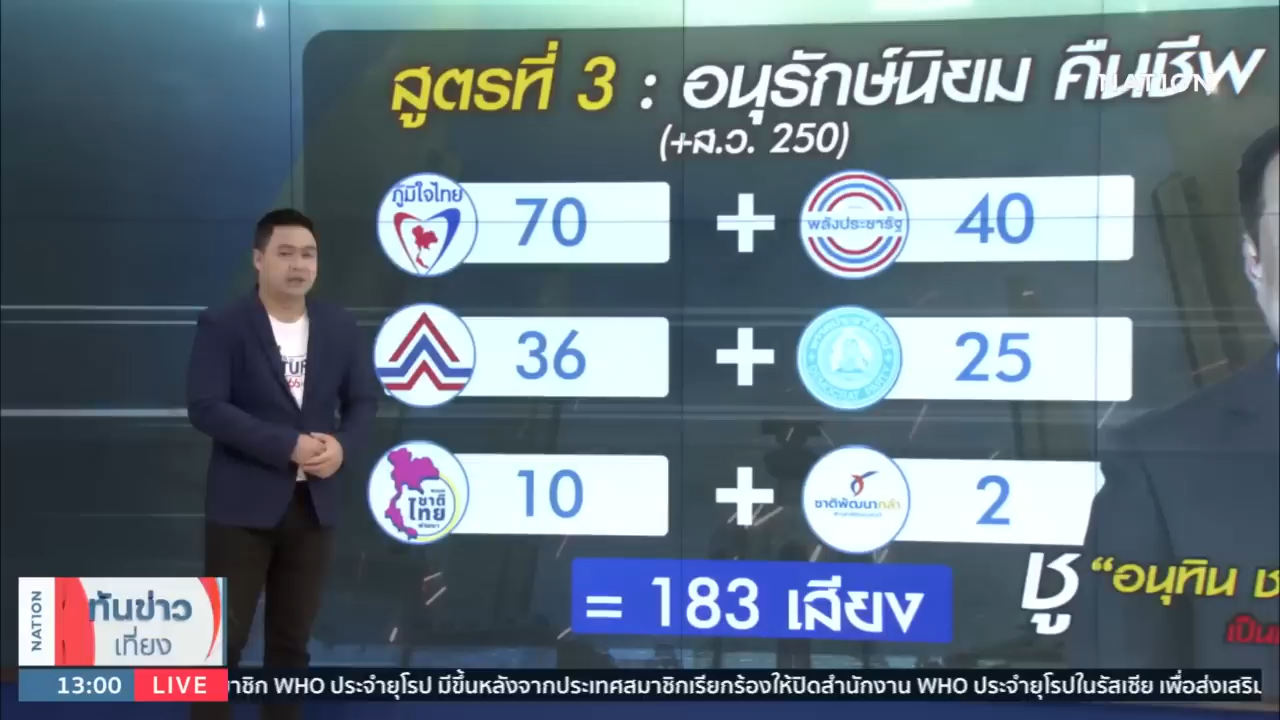 สูตรที่ 3 : อนุรักษ์นิยม คืนชีพ
NATION
(+ส.ว. 250)
ภูมิใจไทย 70 + พลังประชารัฐ 40
36 + 25
ชาติไทยพัฒนา 10 + ชาติพัฒนากล้า 2
= 183 เสียง
ชู “อนุทิน ช
เป็น
NATION
ทันข่าว
เที่ยง
13:00 LIVE
าชิก WHO ประจำยุโรป มีขึ้นหลังจากประเทศสมาชิกเรียกร้องให้ปิดสำนักงาน WHO ประจำยุโรปในรัสเซีย เพื่อส่งเสริม